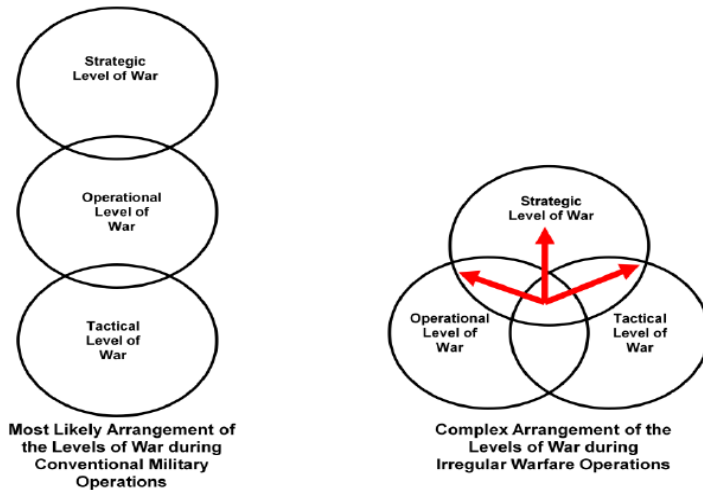 Strategic
Level of War
Operational
Level of
War
Tactical
Level of
War
Most Likely Arrangement of
the Levels of War during
Conventional Military
Operations
Strategic
Level of War
Operational
Level of
War
Tactical
Level of
War
Complex Arrangement of the
Levels of War during
Irregular Warfare Operations